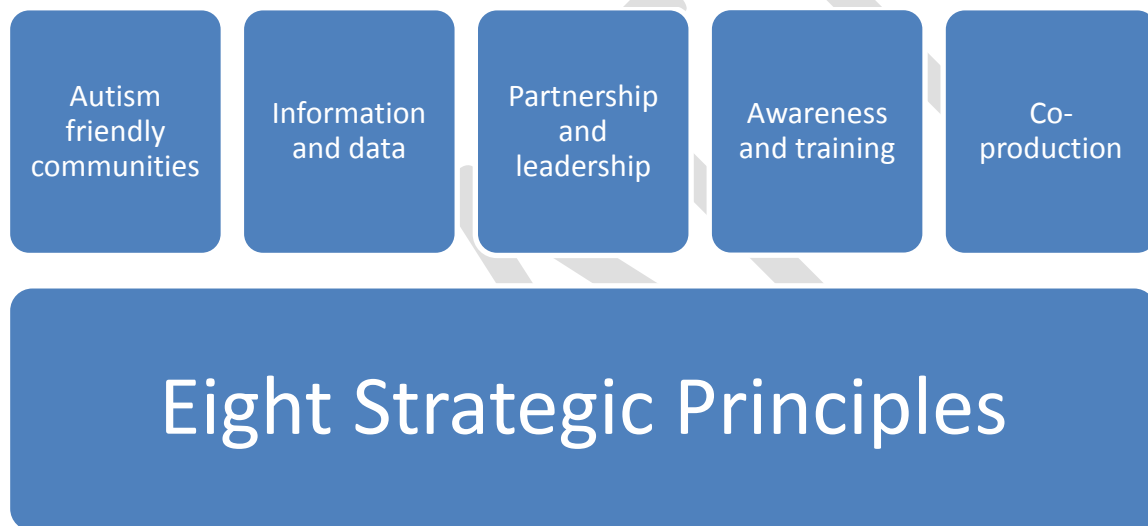 Autism
friendly
communities
Information
and data
Partnership
and
leadership
Awareness
and training
Co-
production
Eight Strategic Principles